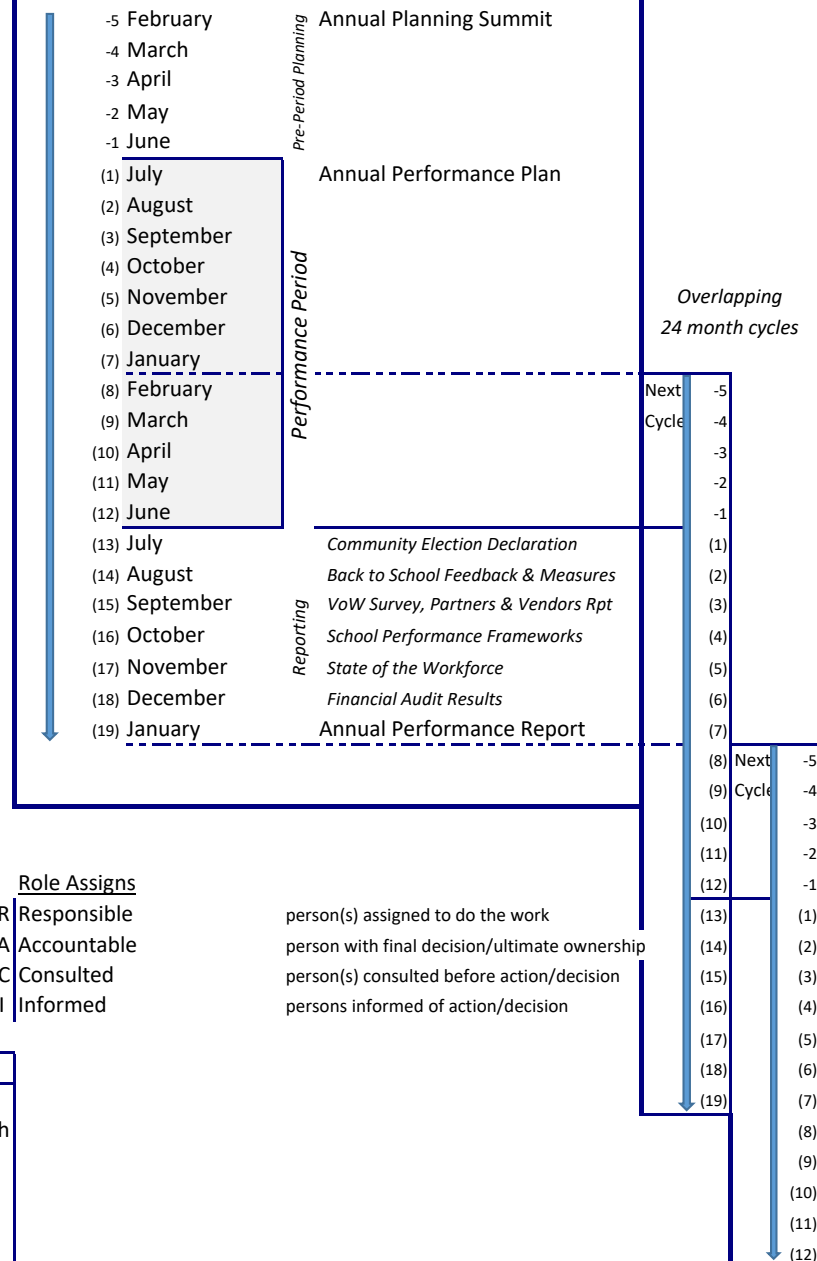 -5 February Annual Planning Summit
-4 March
-3 April
-2 May
-1 June
Pre-Period Planning
(1) July Annual Performance Plan
(2) August
(3) September
(4) October
(5) November Overlapping
(6) December 24 month cycles
(7) January
Performance Period
(8) February Next -5
(9) March Cycle -4
(10) April -3
(11) May -2
(12) June -1
(13) July Community Election Declaration (1)
(14) August Back to School Feedback & Measures (2)
(15) September VoW Survey, Partners & Vendors Rpt (3)
(16) October School Performance Frameworks (4)
Reporting
(17) November State of the Workforce (5)
(18) December Financial Audit Results (6)
(19) January Annual Performance Report (7)
(8) Next -5
(9) Cycle -4
(10) -3
(11) -2
Role Assigns (12) -1
R Responsible person(s) assigned to do the work (13) (1)
A Accountable person with final decision/ultimate ownership (14) (2)
C Consulted person(s) consulted before action/decision (15) (3)
I Informed persons informed of action/decision (16) (4)
(17) (5)
(18) (6)
(19) (7)
h (8)
(9)
(10)
(11)
(12)